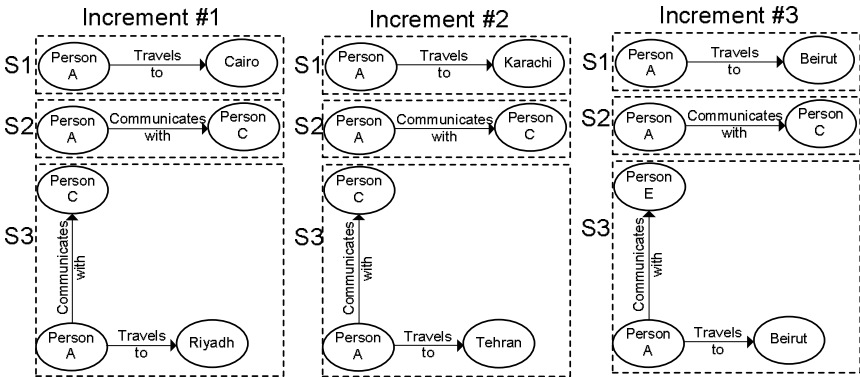 Increment #1
S1
Person
A
Travels
to
Cairo
S2
Person
A
Communicates
with
Person
C
S3
Person
C
Communicates
with
Person
A
Travels
to
Riyadh
Increment #2
S1
Person
A
Travels
to
Karachi
S2
Person
A
Communicates
with
Person
C
S3
Person
C
Communicates
with
Person
A
Travels
to
Tehran
Increment #3
S1
Person
A
Travels
to
Beirut
S2
Person
A
Communicates
with
Person
C
S3
Person
E
Communicates
with
Person
A
Travels
to
Beirut